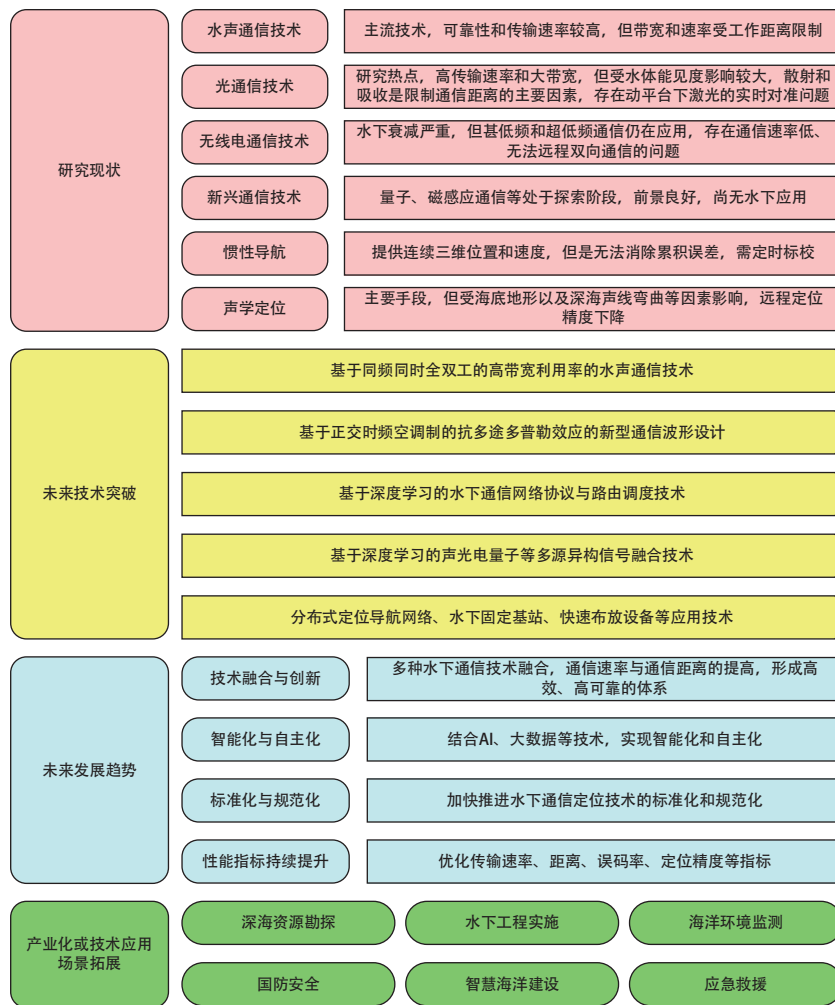 研究现状
水声通信技术
主流技术，可靠性和传输速率较高，但带宽和速率受工作距离限制
光通信技术
研究热点，高传输速率和大带宽，但受水体能见度影响较大，散射和
吸收是限制通信距离的主要因素，存在动平台下激光的实时对准问题
无线电通信技术
水下衰减严重，但甚低频和超低频通信仍在应用，存在通信速率低、
无法远程双向通信的问题
新兴通信技术
量子、磁感应通信等处于探索阶段，前景良好，尚无水下应用
惯性导航
提供连续三维位置和速度，但是无法消除累积误差，需定时标校
声学定位
主要手段，但受海底地形以及深海声线弯曲等因素影响，远程定位
精度下降
未来技术突破
基于同频同时全双工的高带宽利用率的水声通信技术
基于正交时频空调制的抗多途多普勒效应的新型通信波形设计
基于深度学习的水下通信网络协议与路由调度技术
基于深度学习的声光电量子等多源异构信号融合技术
分布式定位导航网络、水下固定基站、快速布放设备等应用技术
未来发展趋势
技术融合与创新
多种水下通信技术融合，通信速率与通信距离的提高，形成高
效、高可靠的体系
智能化与自主化
结合AI、大数据等技术，实现智能化和自主化
标准化与规范化
加快推进水下通信定位技术的标准化和规范化
性能指标持续提升
优化传输速率、距离、误码率、定位精度等指标
产业化或技术应用
场景拓展
深海资源勘探
水下工程实施
海洋环境监测
国防安全
智慧海洋建设
应急救援